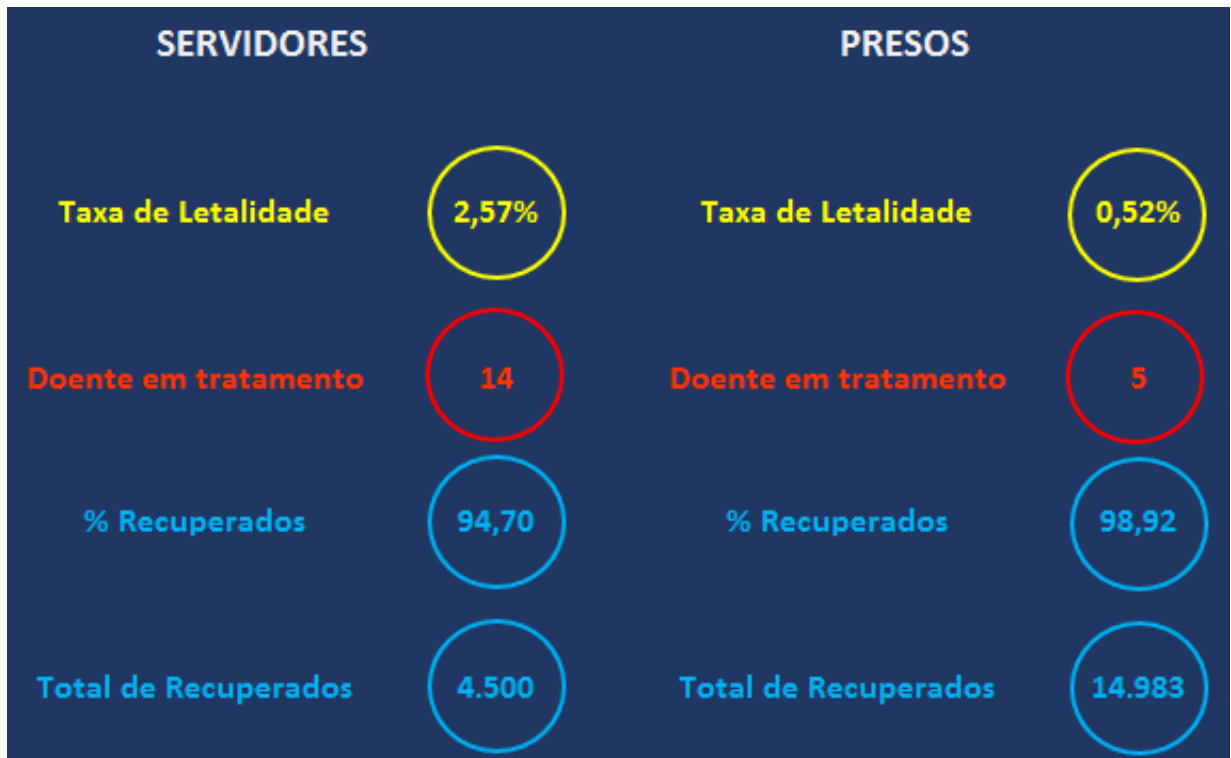 SERVIDORES
PRESOS
Taxa de Letalidade 2,57%
Taxa de Letalidade 0,52%
Doente em tratamento 14
Doente em tratamento 5
% Recuperados 94,70
% Recuperados 98,92
Total de Recuperados 4.500
Total de Recuperados 14.983